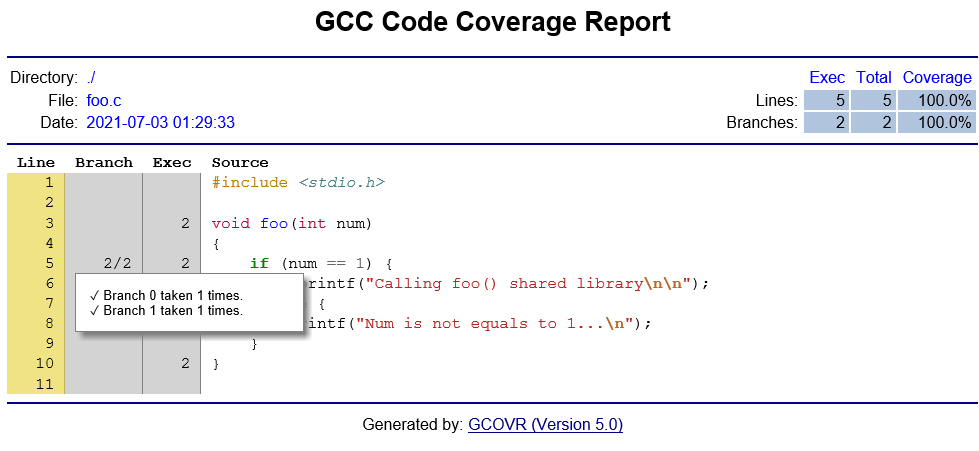 GCC Code Coverage Report
Directory: ./
File: foo.c
Date: 2021-07-03 01:29:33
Exec Total Coverage
Lines: 5 5 100.0%
Branches: 2 2 100.0%
Line Branch Exec Source
1 #include <stdio.h>
2
3 2 void foo(int num)
4 {
5 2/2 2 if (num == 1) {
6 rintf("Calling foo() shared library\n\n");
7 {
8 intf("Num is not equals to 1...\n");
9 }
10 2 }
11
✓ Branch 0 taken 1 times.
✓ Branch 1 taken 1 times.
Generated by: GCOVR (Version 5.0)